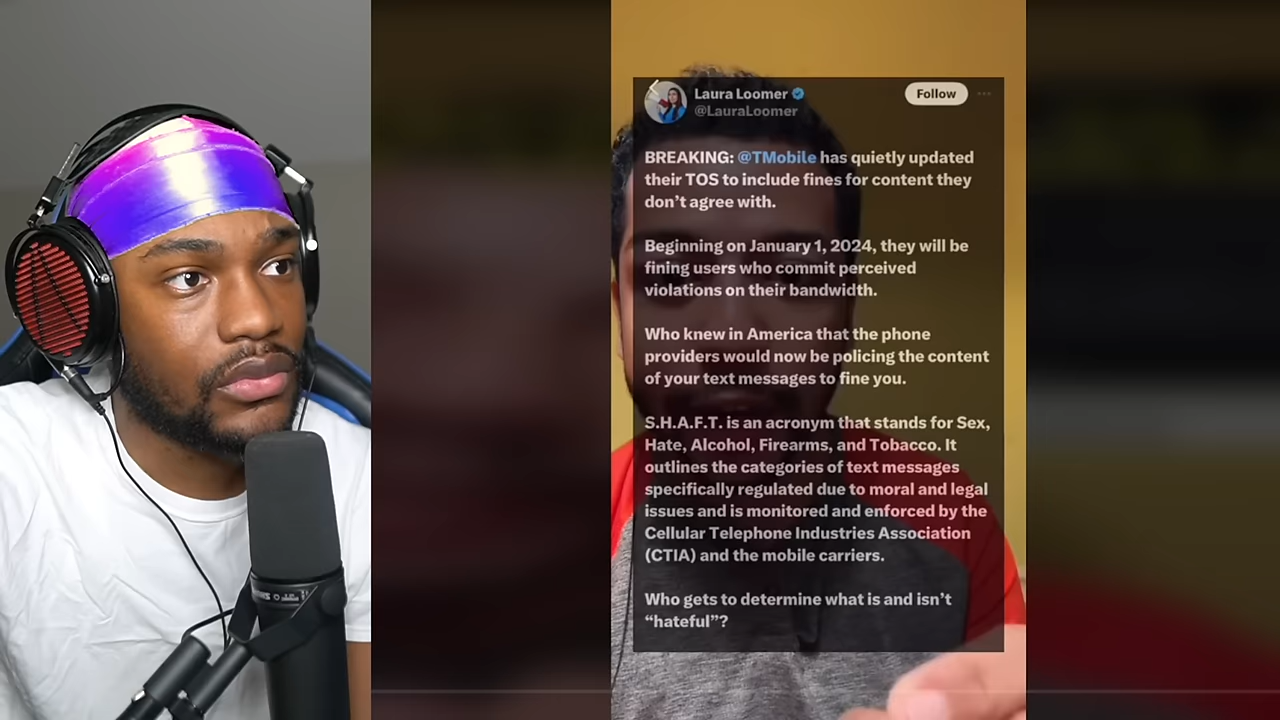 Laura Loomer
Follow
@LauraLoomer
BREAKING: @TMobile has quietly updated
their TOS to include fines for content they
don’t agree with.
Beginning on January 1, 2024, they will be
fining users who commit perceived
violations on their bandwidth.
Who knew in America that the phone
providers would now be policing the content
of your text messages to fine you.
S.H.A.F.T. is an acronym that stands for Sex,
Hate, Alcohol, Firearms, and Tobacco. It
outlines the categories of text messages
specifically regulated due to moral and legal
issues and is monitored and enforced by the
Cellular Telephone Industries Association
(CTIA) and the mobile carriers.
Who gets to determine what is and isn’t
“hateful”?